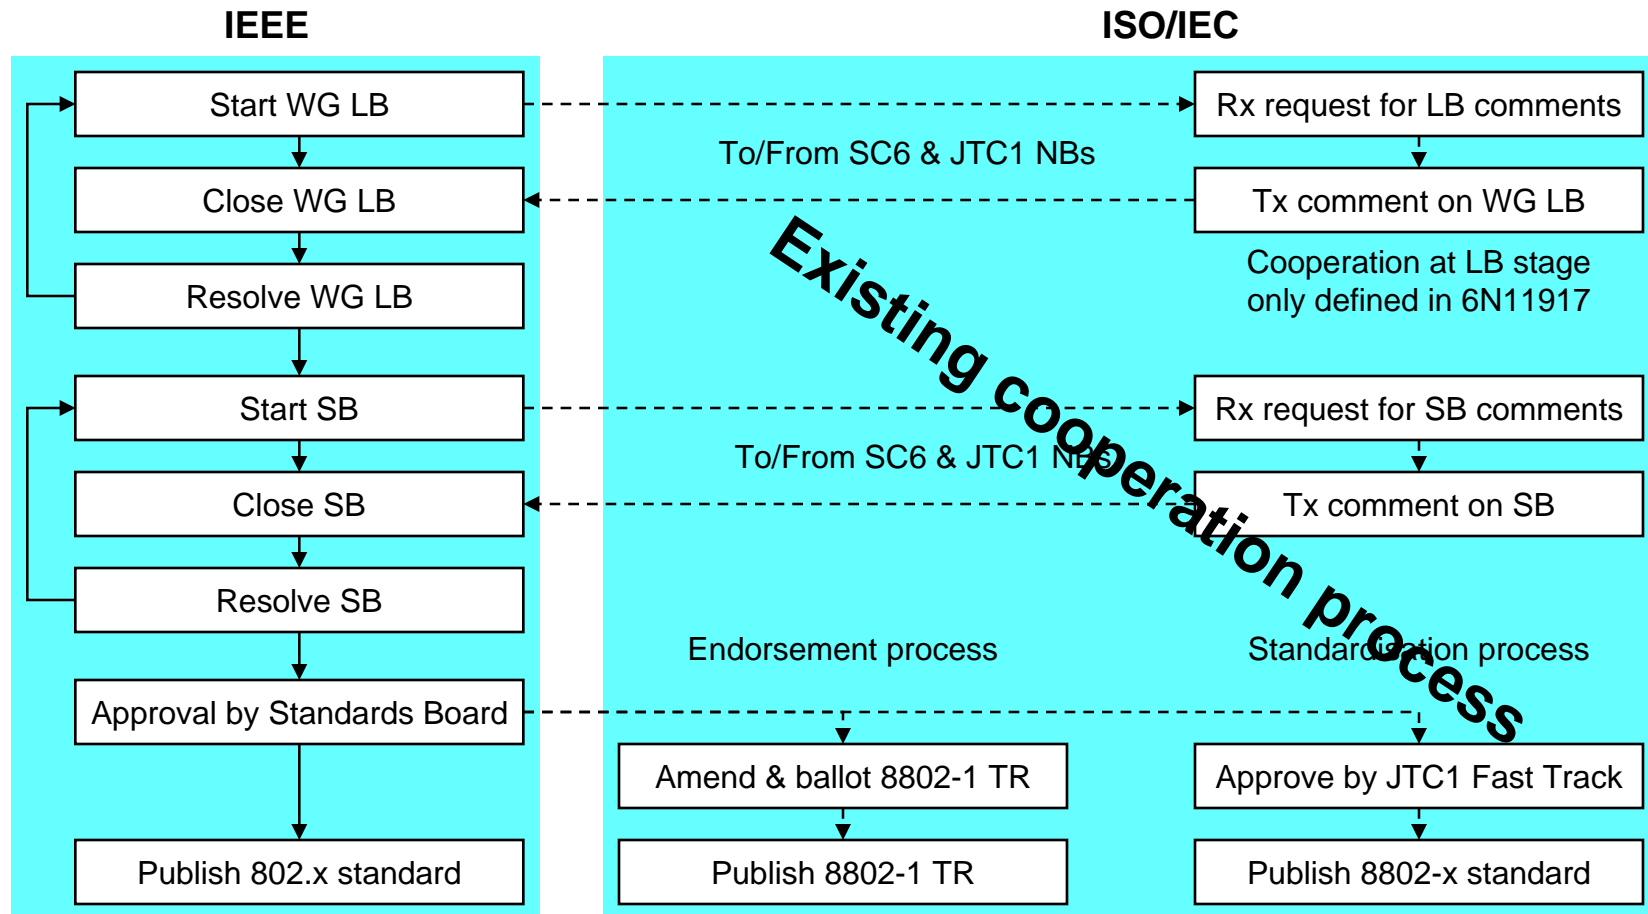 IEEE
ISO/IEC
Start WG LB
Rx request for LB comments
To/From SC6 & JTC1 NBs
Close WG LB
Tx comment on WG LB
Cooperation at LB stage
only defined in 6N11917
Resolve WG LB
Existing cooperation process
Start SB
Rx request for SB comments
To/From SC6 & JTC1 NBs
Close SB
Tx comment on SB
Resolve SB
Endorsement process
Standardisation process
Approval by Standards Board
Amend & ballot 8802-1 TR
Approve by JTC1 Fast Track
Publish 802.x standard
Publish 8802-1 TR
Publish 8802-x standard